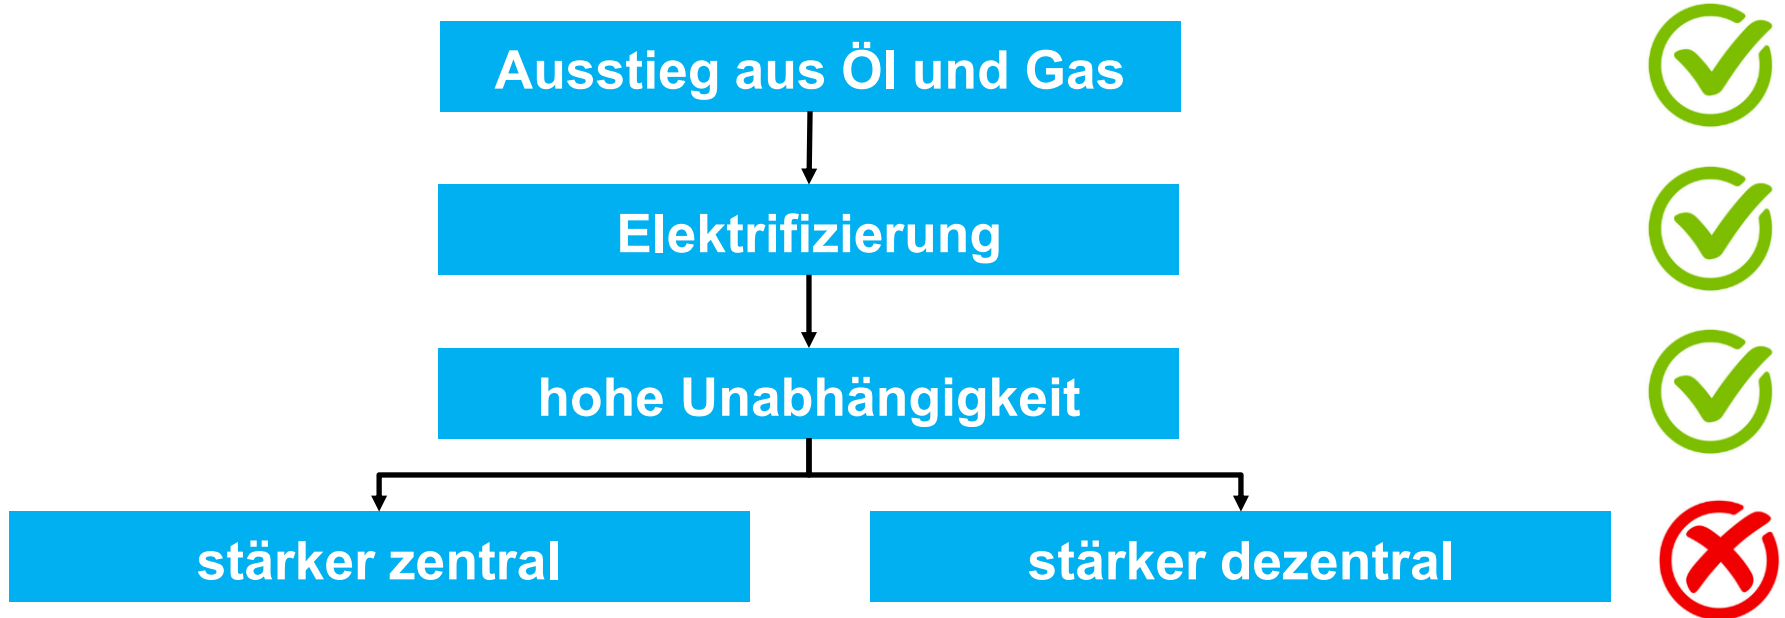 Ausstieg aus Öl und Gas
Elektrifizierung
hohe Unabhängigkeit
stärker zentral
stärker dezentral